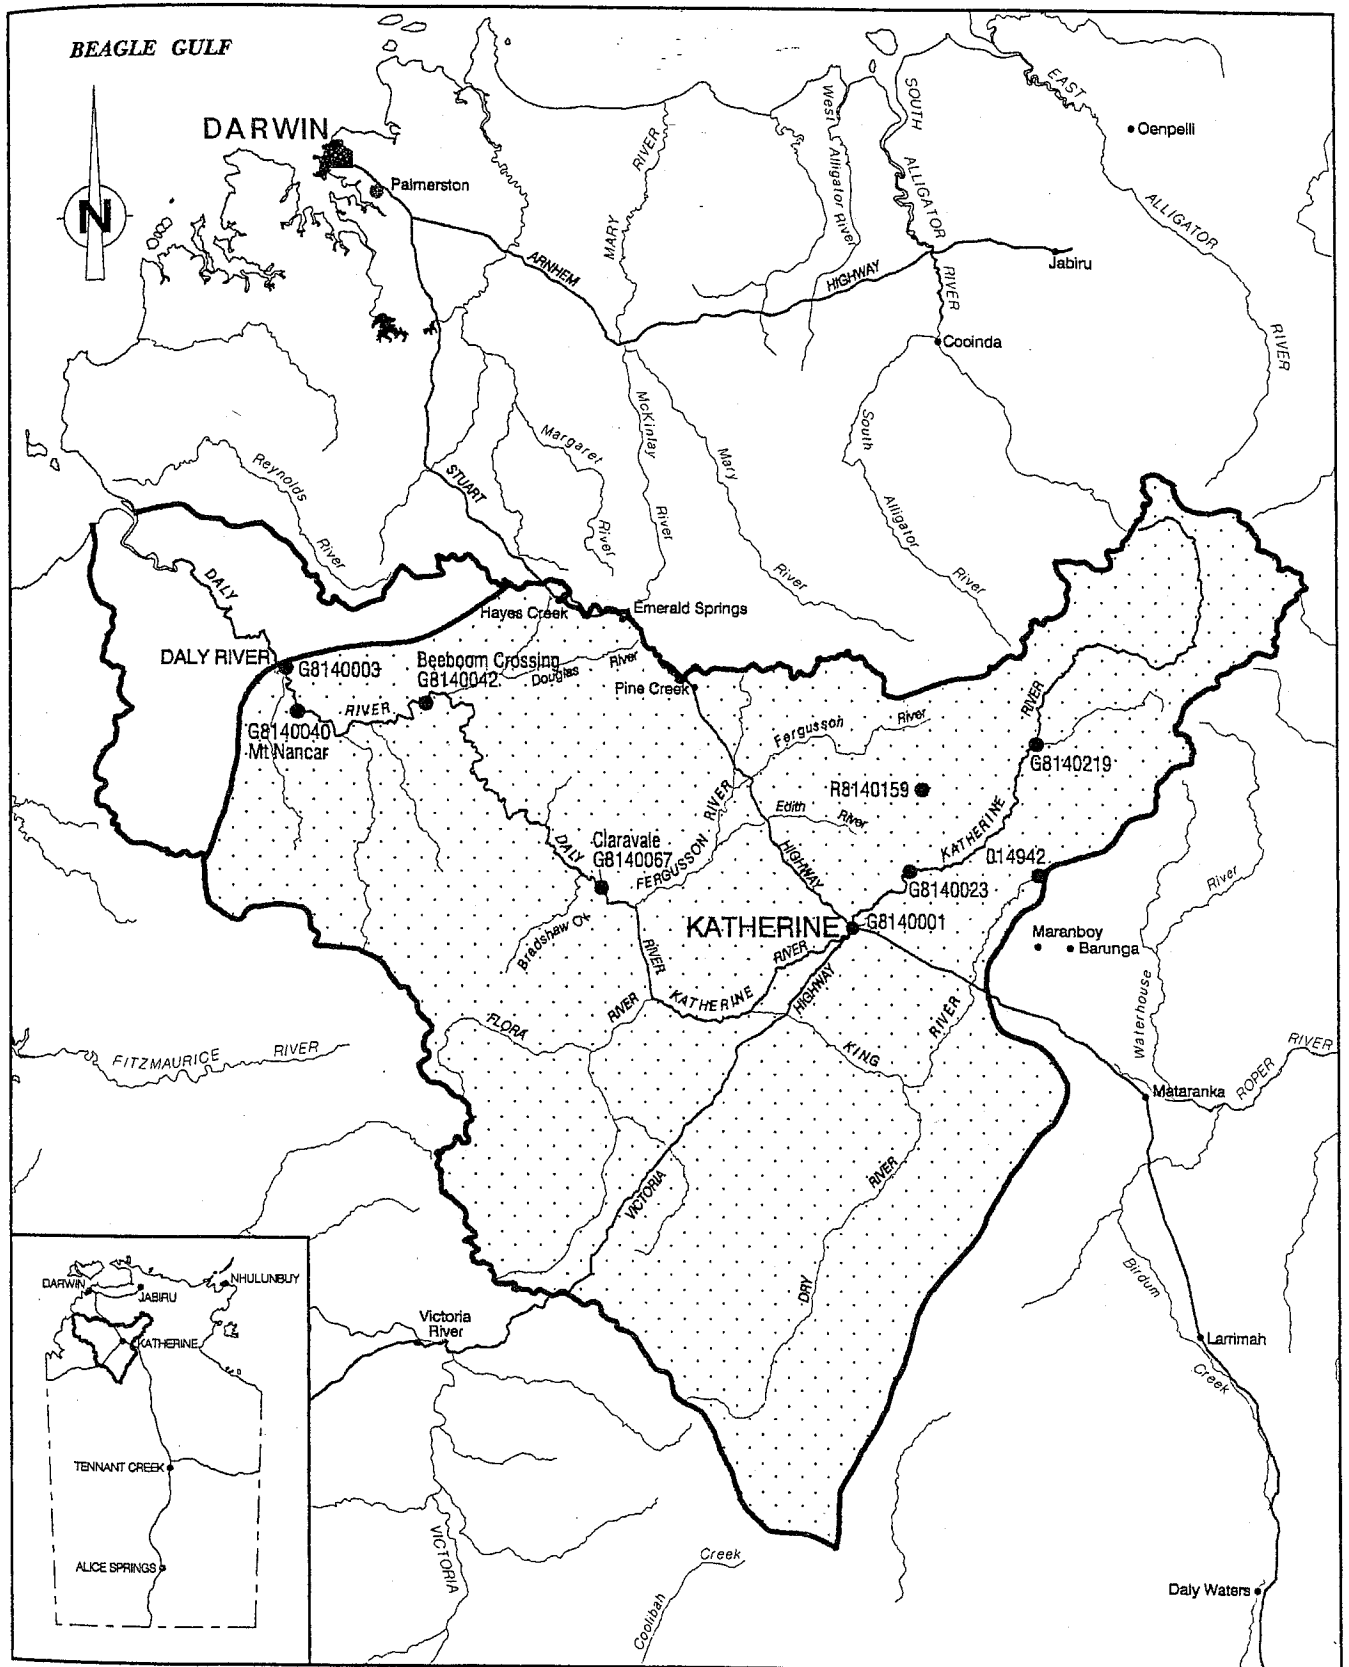 BEAGLE GULF
N
DARWIN
Palmerston
ARNHEM
HIGHWAY
MARY
RIVER
West
Alligator River
SOUTH
ALLIGATOR
RIVER
EAST
ALLIGATOR
RIVER
Oenpelli
Jabiru
Cooinda
South
Alligator
River
McKinlay
River
Mary
River
Margaret
River
STUART
Reynolds
River
DALY
Hayes Creek
Emerald Springs
DALY RIVER
G8140003
Beeboom Crossing
G8140042
Douglas
River
Pine Creek
RIVER
G8140040
Mt Nancar
Fergusson
River
RIVER
G8140219
R8140159
Edith
River
FERGUSSON RIVER
HIGHWAY
KATHERINE
014942
DALY
Claravale
G8140067
G8140023
KATHERINE
G8140001
Maranboy
Barunga
Bradshaw Ck
RIVER
RIVER
KATHERINE
HIGHWAY
RIVER
River
Waterhouse
FLORA
RIVER
KING
FITZMAURICE
RIVER
ROPER
RIVER
Mataranka
VICTORIA
RIVER
DRY
Birdum
Creek
Larrimah
Victoria
River
VICTORIA
Coolibah
Creek
Daly Waters
DARWIN
JABIRU
NHULUNBUY
KATHERINE
TENNANT CREEK
ALICE SPRINGS